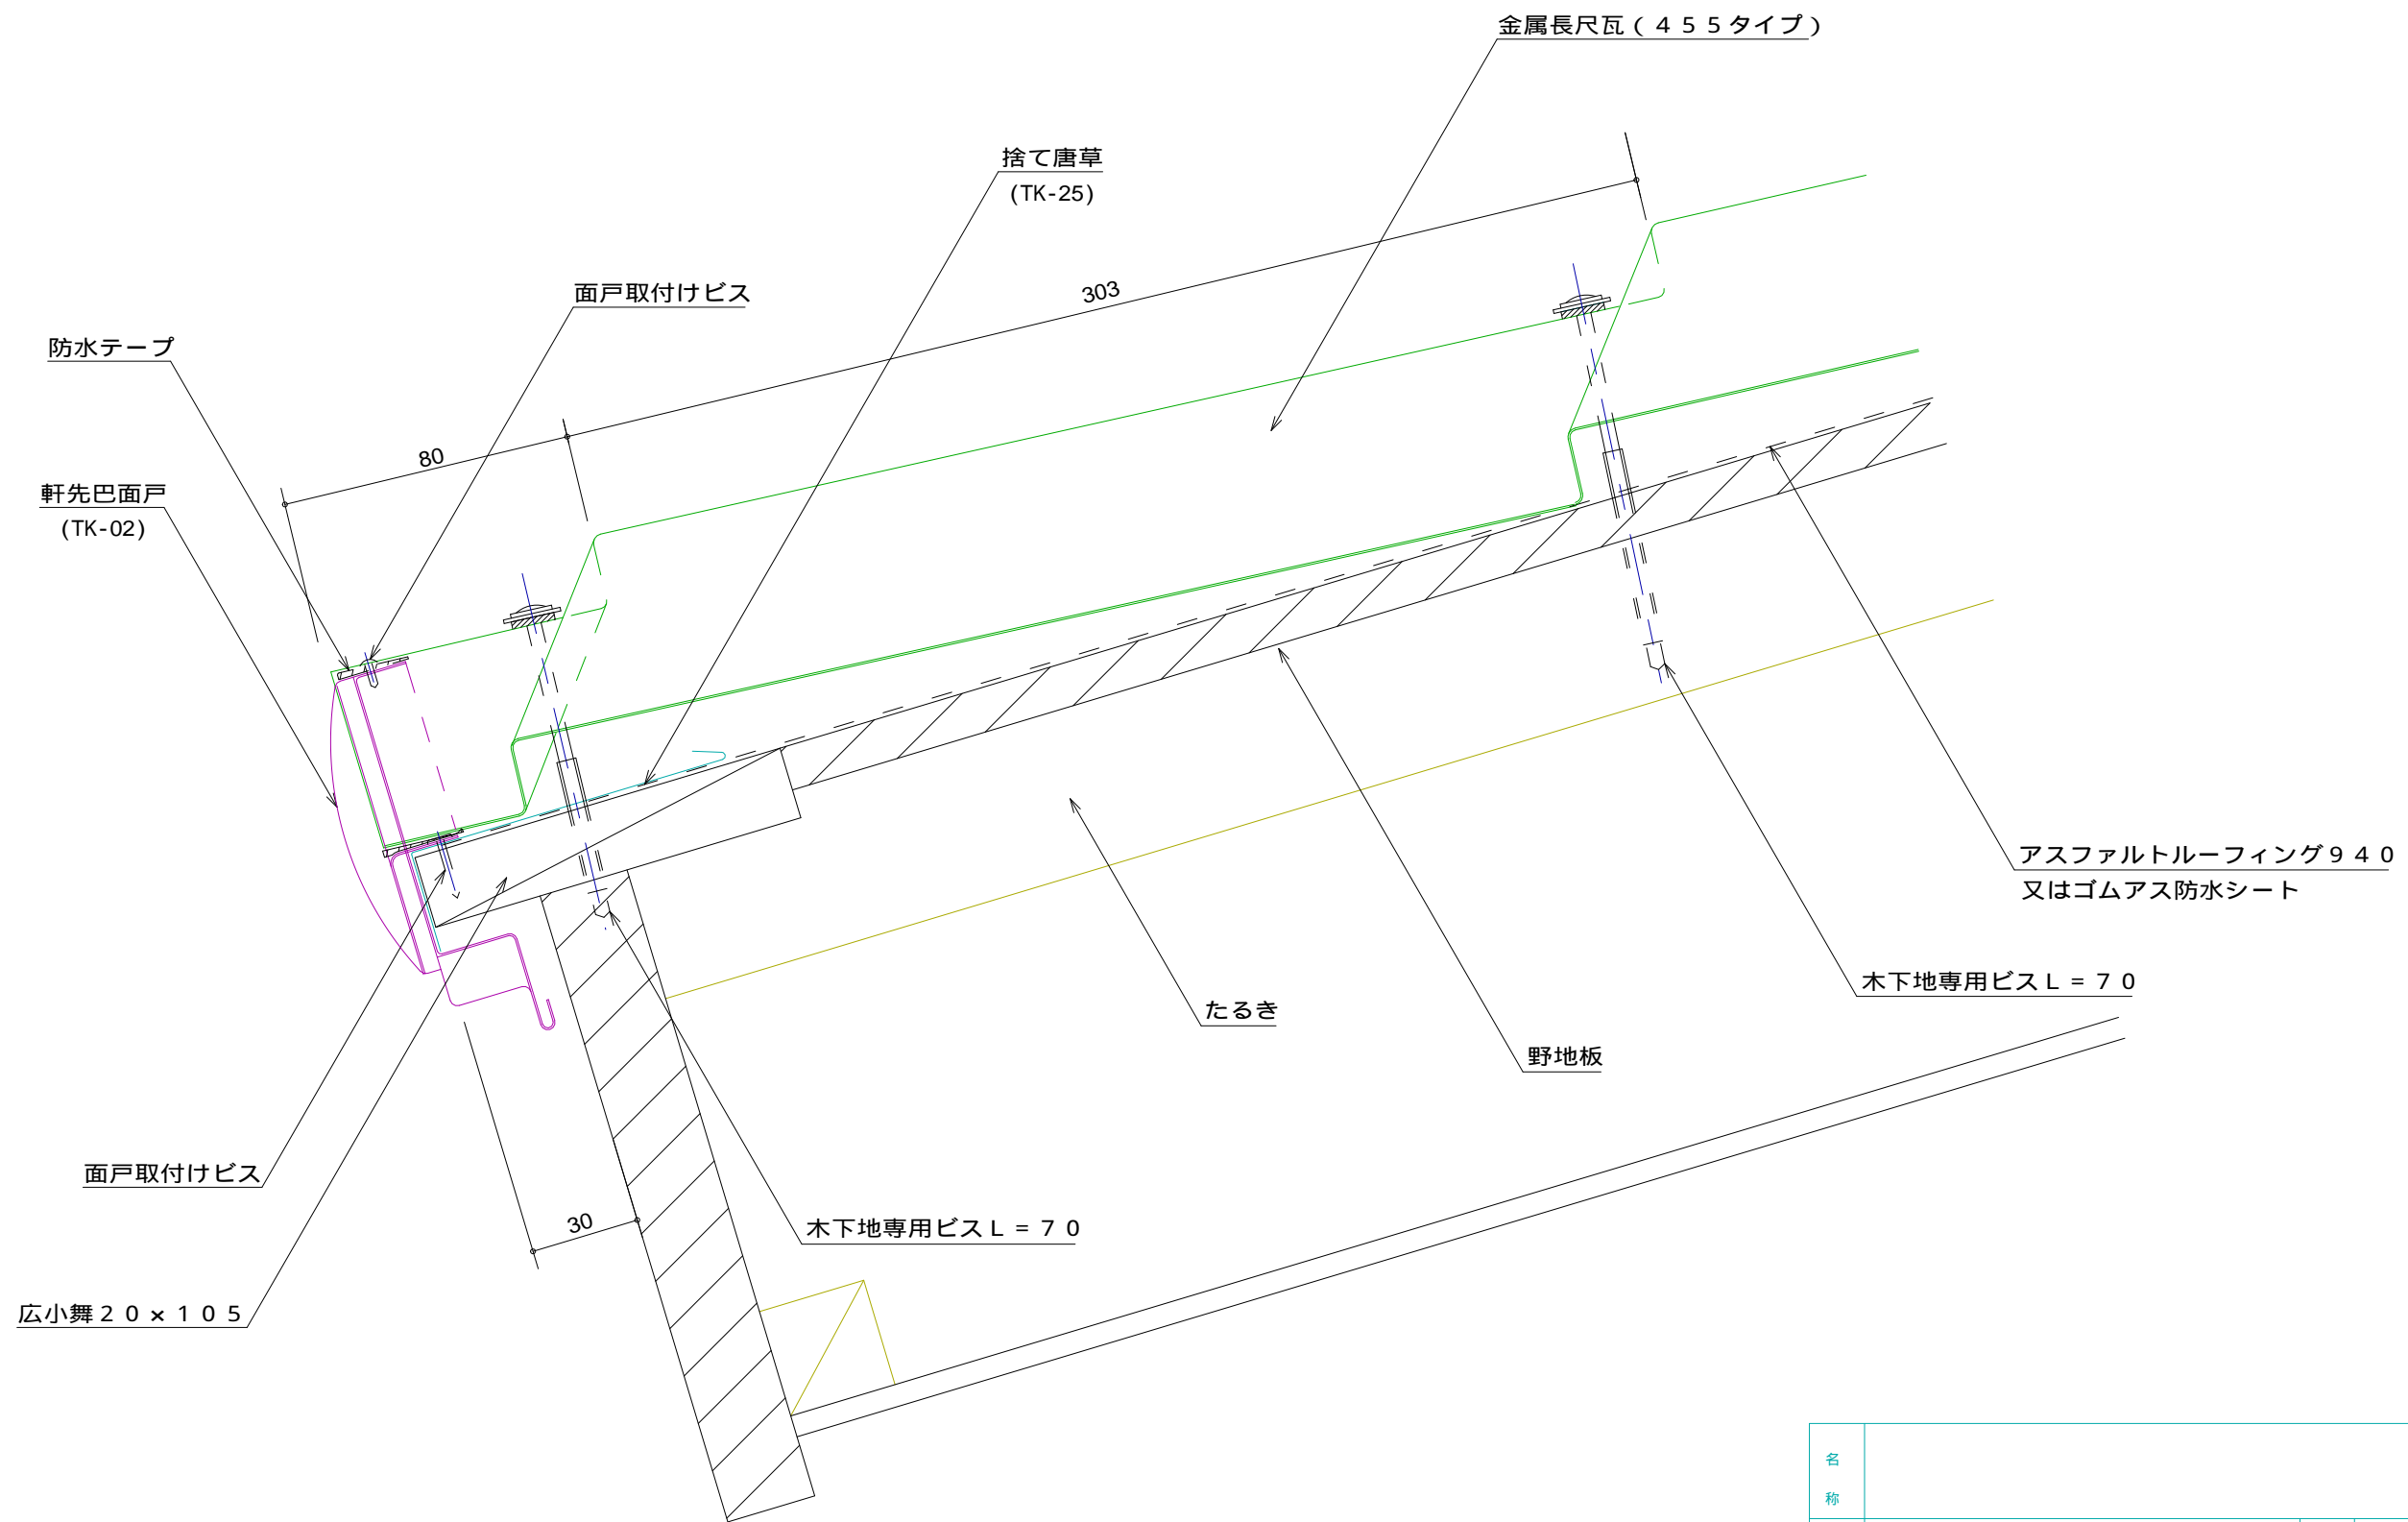 金属長尺瓦（４５５タイプ）
捨て唐草
(TK-25)
面戸取付けビス
303
防水テープ
80
軒先巴面戸
(TK-02)
アスファルトルーフィング９４０
又はゴムアス防水シート
木下地専用ビスＬ＝７０
たるき
野地板
面戸取付けビス
30
木下地専用ビスＬ＝７０
広小舞２０×１０５
名
称